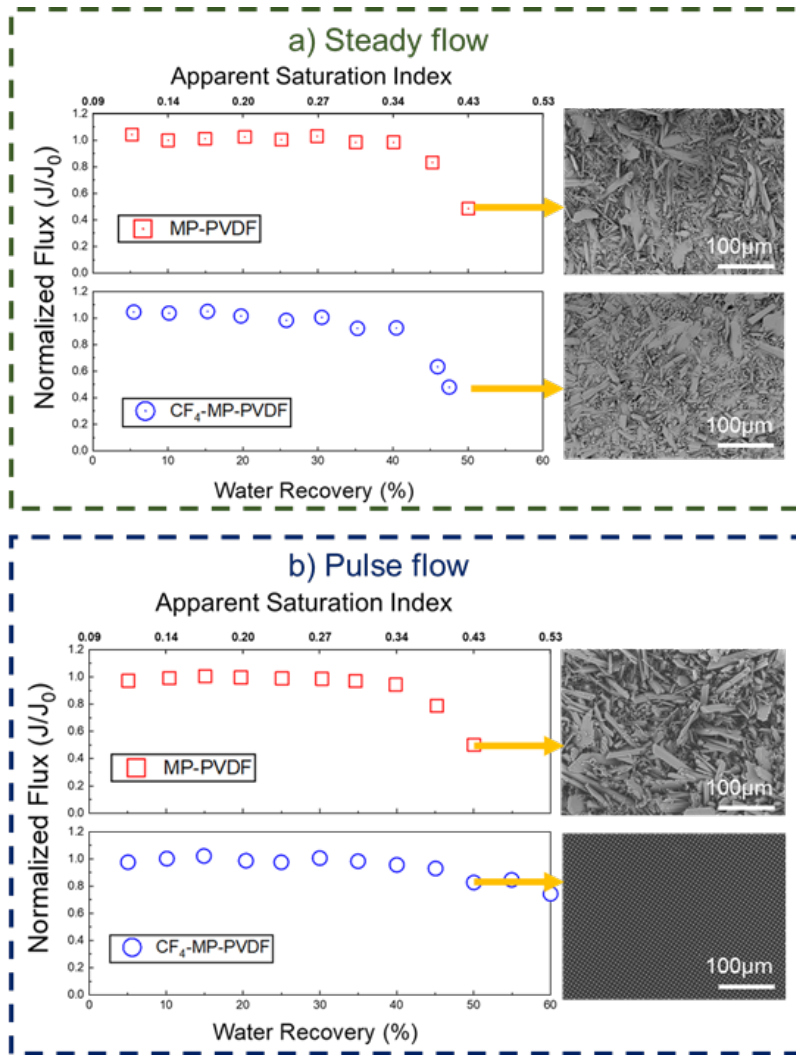 a) Steady flow
Apparent Saturation Index
0.09 0.14 0.20 0.27 0.34 0.43 0.53
Normalized Flux (J/J₀)
1.2
1.0
0.8
0.6
0.4
0.2
0.0
MP-PVDF
100μm
1.2
1.0
0.8
0.6
0.4
0.2
0.0
CF₄-MP-PVDF
100μm
0 10 20 30 40 50 60
Water Recovery (%)
b) Pulse flow
Apparent Saturation Index
0.09 0.14 0.20 0.27 0.34 0.43 0.53
Normalized Flux (J/J₀)
1.2
1.0
0.8
0.6
0.4
0.2
0.0
MP-PVDF
100μm
1.2
1.0
0.8
0.6
0.4
0.2
0.0
CF₄-MP-PVDF
100μm
0 10 20 30 40 50 60
Water Recovery (%)